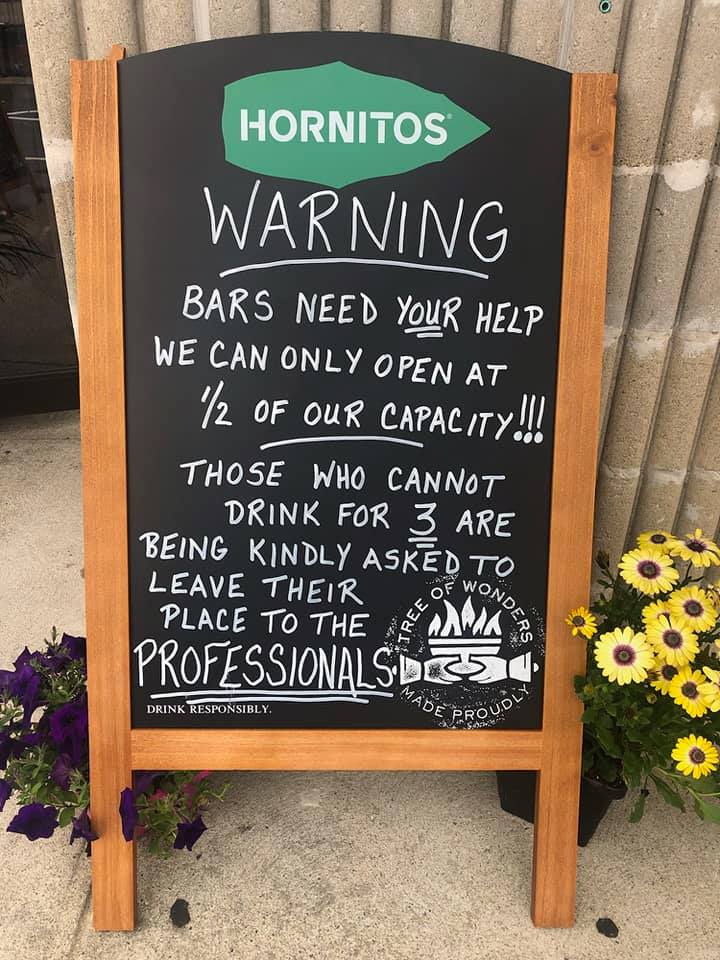 HORNITOS®
WARNING
BARS NEED YOUR HELP
WE CAN ONLY OPEN AT
1/2 OF OUR CAPACITY!!!
THOSE WHO CANNOT
DRINK FOR 3 ARE
BEING KINDLY ASKED TO
LEAVE THEIR
PLACE TO THE
PROFESSIONALS
DRINK RESPONSIBLY.
TREE OF WONDERS
MADE PROUDLY